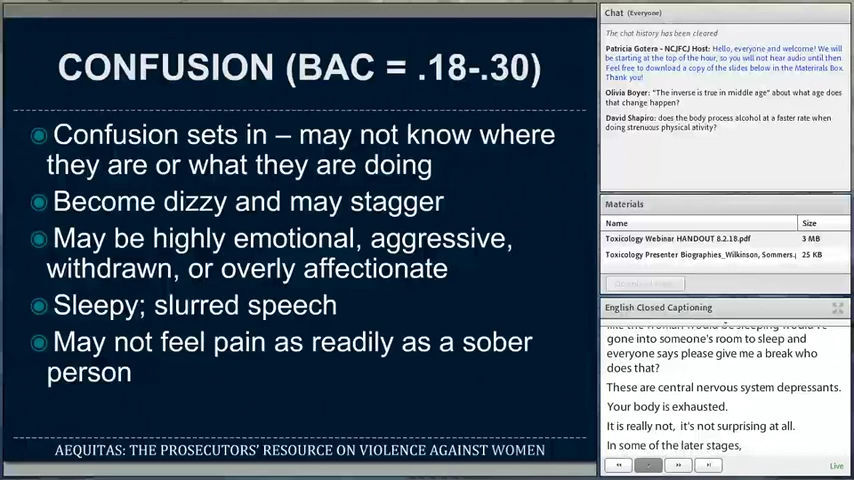 CONFUSION (BAC = .18-.30)
Confusion sets in – may not know where
they are or what they are doing
Become dizzy and may stagger
May be highly emotional, aggressive,
withdrawn, or overly affectionate
Sleepy; slurred speech
May not feel pain as readily as a sober
person
AEQUITAS: THE PROSECUTORS' RESOURCE ON VIOLENCE AGAINST WOMEN
Chat (Everyone)
The chat history has been cleared
Patricia Gotera - NCJFCJ Host: Hello, everyone and welcome! We will
be starting at the top of the hour, so you will not hear audio until then.
Feel free to download a copy of the slides below in the Materials Box.
Thank you!
Olivia Boyer: "The inverse is true in middle age" about what age does
that change happen?
David Shapiro: does the body process alcohol at a faster rate when
doing strenuous physical ativity?
Materials
Name Size
Toxicology Webinar HANDOUT 8.2.18.pdf 3 MB
Toxicology Presenter Biographies_Wilkinson, Sommers. 25 KB
English Closed Captioning
like the woman would be sleeping would've
gone into someone's room to sleep and
everyone says please give me a break who
does that?
These are central nervous system depressants.
Your body is exhausted.
It is really not, it's not surprising at all.
In some of the later stages,
Live